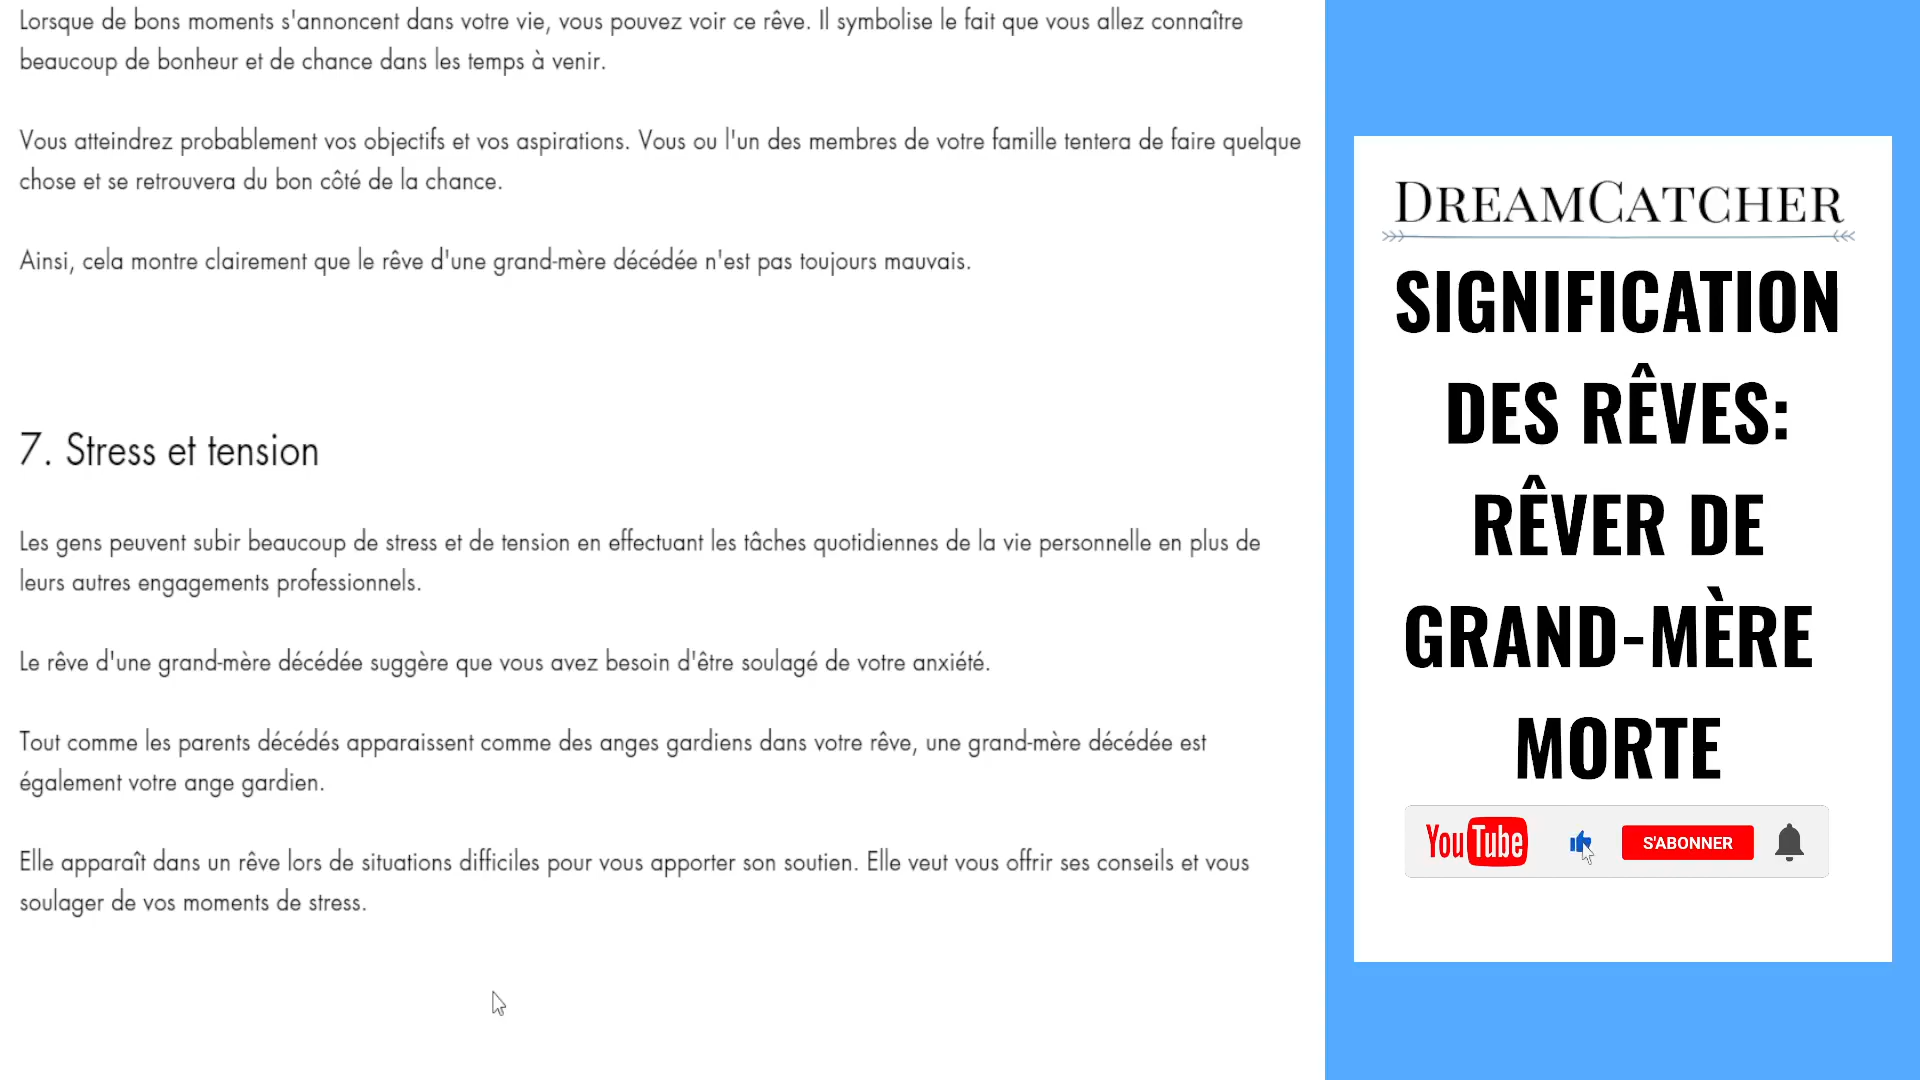 Lorsque de bons moments s'annoncent dans votre vie, vous pouvez voir ce rêve. Il symbolise le fait que vous allez connaître
beaucoup de bonheur et de chance dans les temps à venir.
Vous atteindrez probablement vos objectifs et vos aspirations. Vous ou l'un des membres de votre famille tentera de faire quelque
chose et se retrouvera du bon côté de la chance.
Ainsi, cela montre clairement que le rêve d'une grand-mère décédée n'est pas toujours mauvais.
7. Stress et tension
Les gens peuvent subir beaucoup de stress et de tension en effectuant les tâches quotidiennes de la vie personnelle en plus de
leurs autres engagements professionnels.
Le rêve d'une grand-mère décédée suggère que vous avez besoin d'être soulagé de votre anxiété.
Tout comme les parents décédés apparaissent comme des anges gardiens dans votre rêve, une grand-mère décédée est
également votre ange gardien.
Elle apparaît dans un rêve lors de situations difficiles pour vous apporter son soutien. Elle veut vous offrir ses conseils et vous
soulager de vos moments de stress.
DREAMCATCHER
SIGNIFICATION
DES RÊVES:
RÊVER DE
GRAND-MÈRE
MORTE
YouTube
S'ABONNER